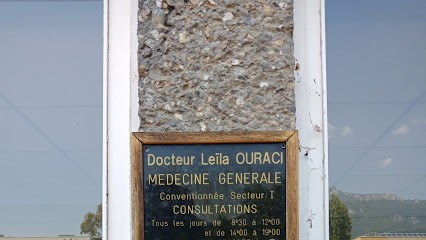 Docteur Leïla OURACI
MEDECINE GENERALE
Conventionnée Secteur I
CONSULTATIONS
Tous les jours de 8h30 à 12h00
et de 14h00 à 19h00